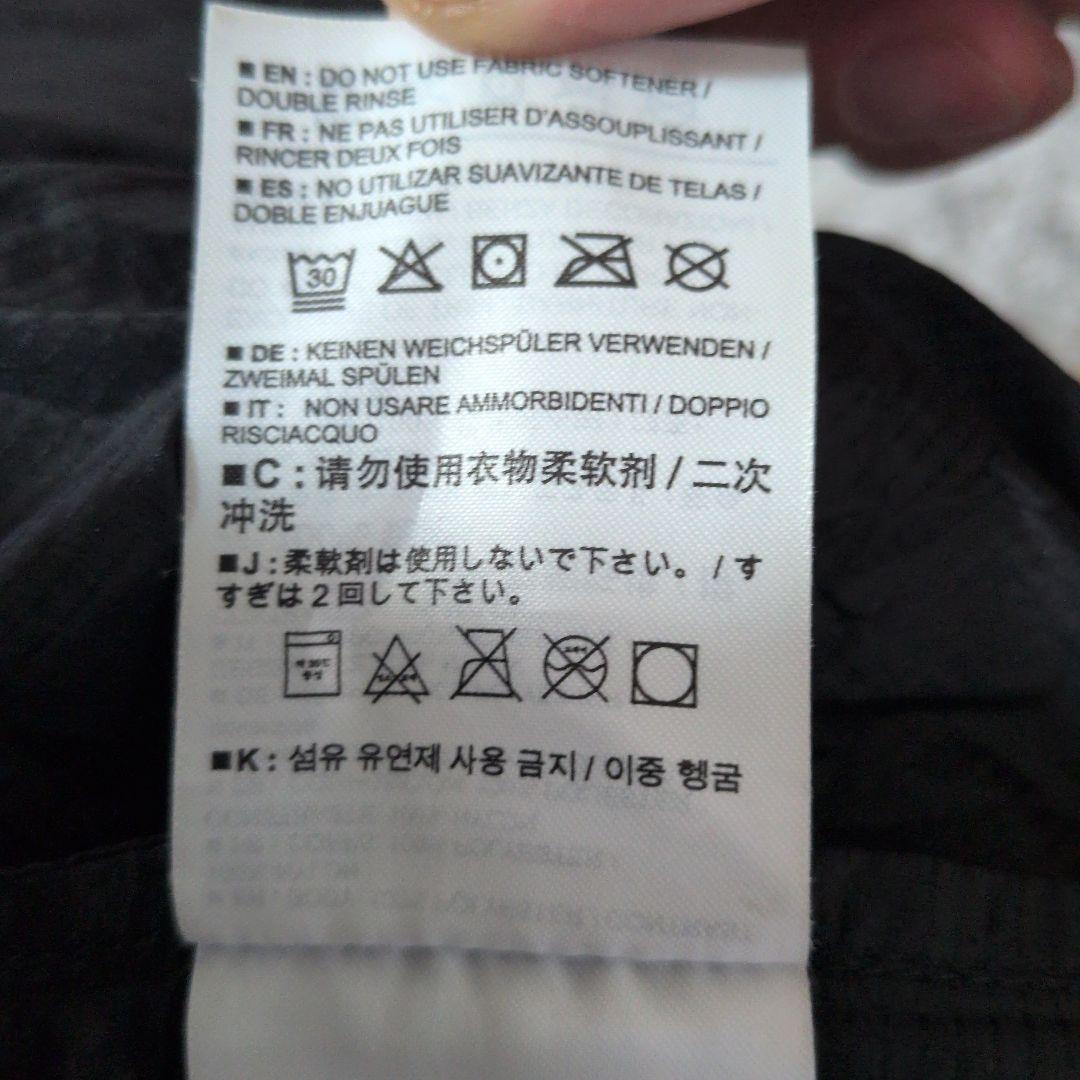 ■ EN : DO NOT USE FABRIC SOFTENER /
DOUBLE RINSE
■ FR : NE PAS UTILISER D'ASSOUPLISSANT /
RINCER DEUX FOIS
■ ES : NO UTILIZAR SUAVIZANTE DE TELAS /
DOBLE ENJUAGUE
30
■ DE : KEINEN WEICHSPÜLER VERWENDEN /
ZWEIMAL SPÜLEN
■ IT : NON USARE AMMORBIDENTI / DOPPIO
RISCIACQUO
■C : 请勿使用衣物柔软剂 / 二次
冲洗
■J : 柔軟剤は使用しないで下さい。 / す
すぎは2回して下さい。
■K : 섬유 유연제 사용 금지 / 이중 헹굼